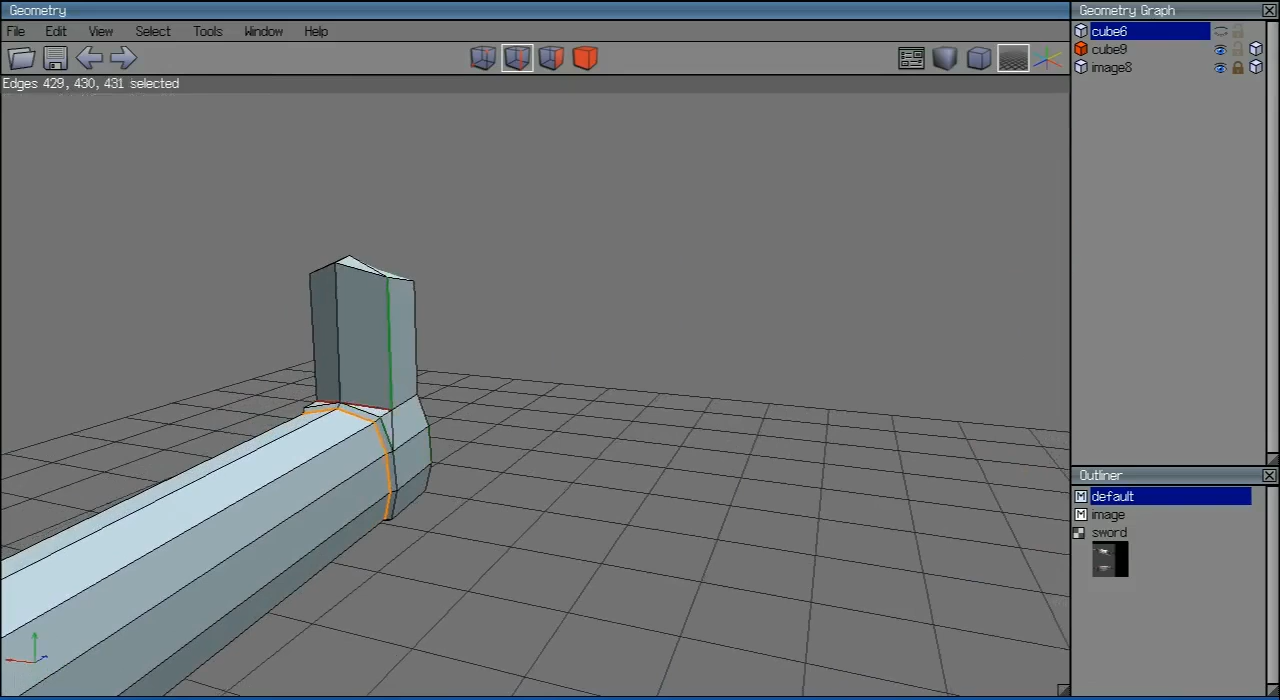 Geometry
File Edit View Select Tools Window Help
Edges 429, 430, 431 selected
Geometry Graph
cube6
cube9
image8
Outliner
M default
M image
sword